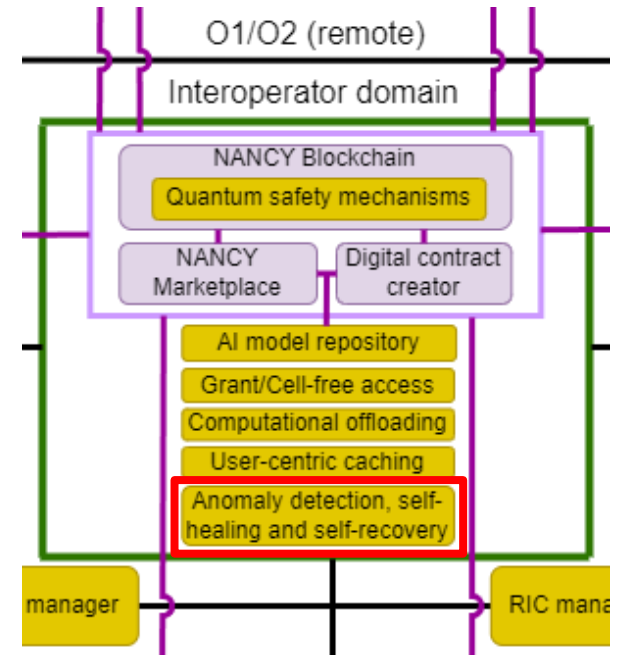 O1/O2 (remote)
Interoperator domain
NANCY Blockchain
Quantum safety mechanisms
NANCY
Marketplace
Digital contract
creator
AI model repository
Grant/Cell-free access
Computational offloading
User-centric caching
Anomaly detection, self-
healing and self-recovery
manager
RIC mana